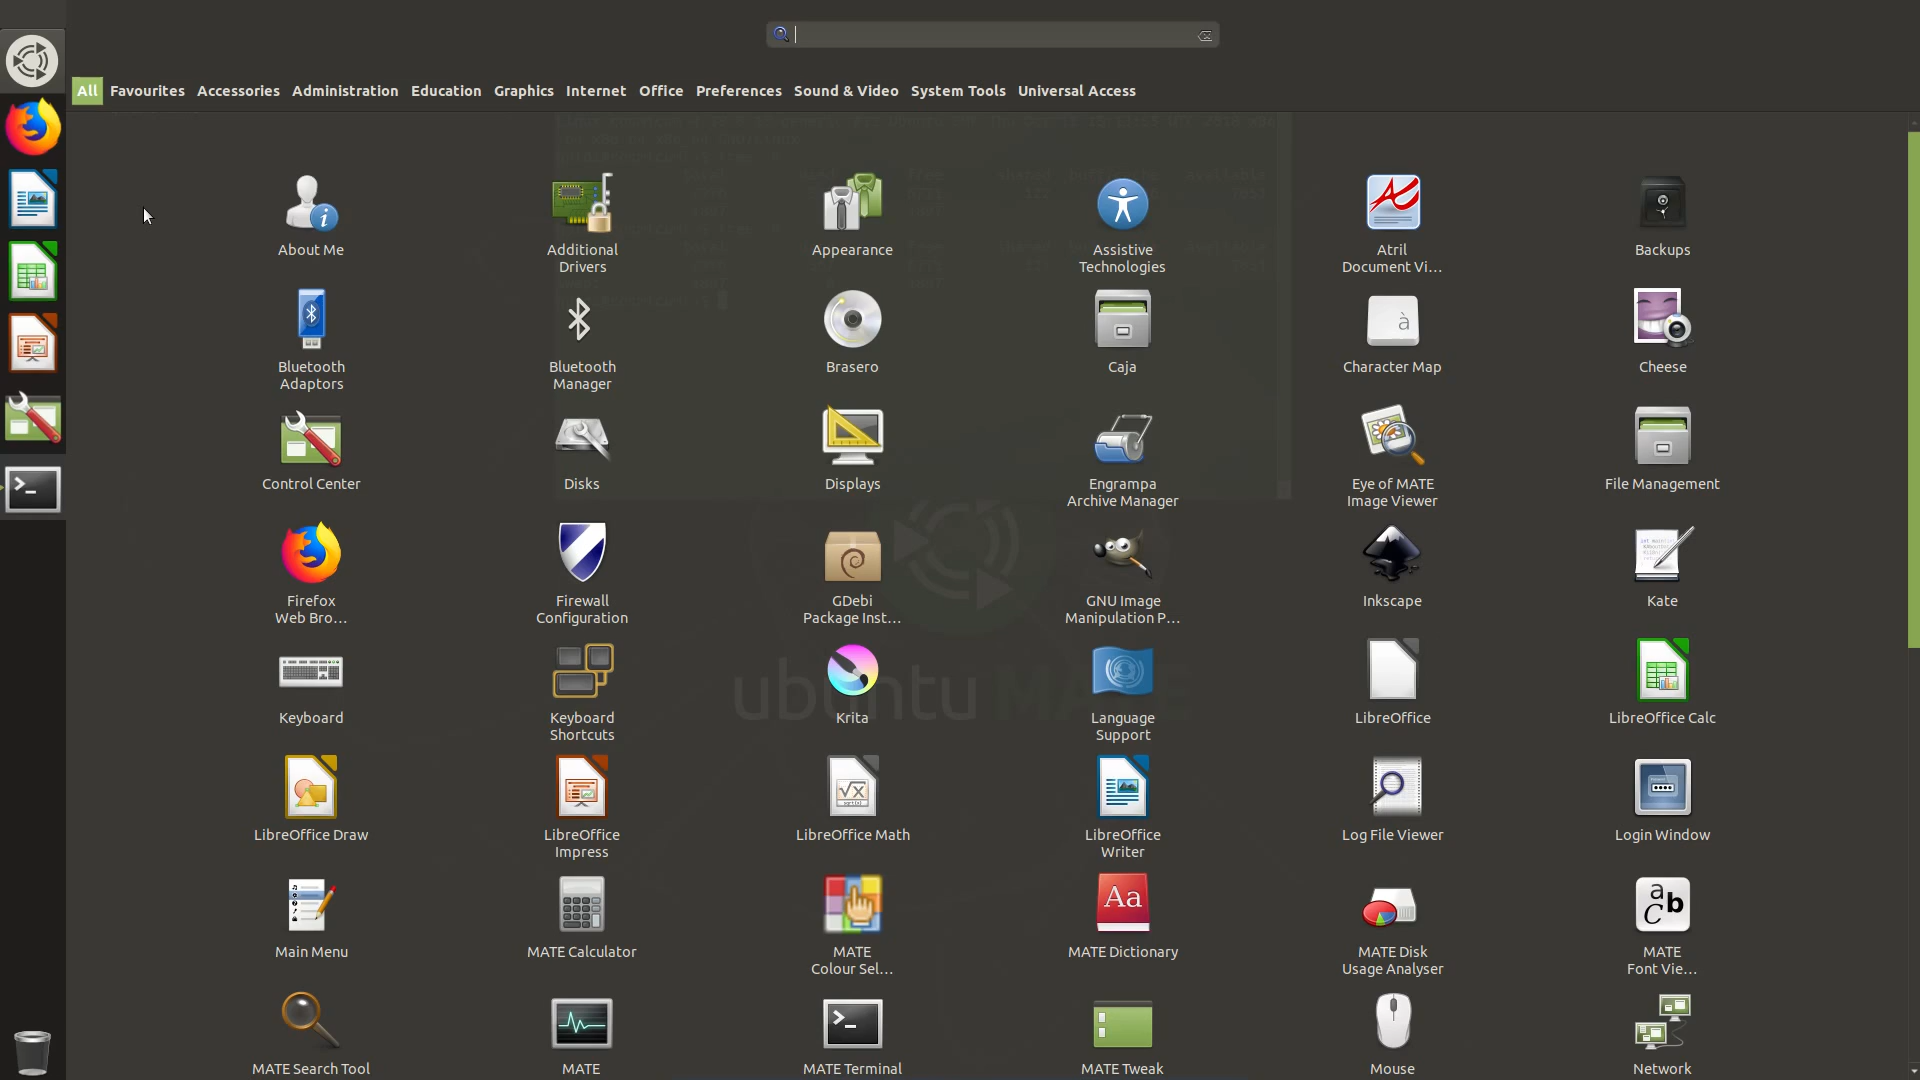 All Favourites Accessories Administration Education Graphics Internet Office Preferences Sound & Video System Tools Universal Access
About Me
Additional
Drivers
Appearance
Assistive
Technologies
Atril
Document Vi...
Backups
Bluetooth
Adaptors
Bluetooth
Manager
Brasero
Caja
à
Character Map
Cheese
Control Center
Disks
Displays
Engrampa
Archive Manager
Eye of MATE
Image Viewer
File Management
Firefox
Web Bro...
Firewall
Configuration
GDebi
Package Inst...
GNU Image
Manipulation P...
Inkscape
Kate
Keyboard
Keyboard
Shortcuts
Krita
Language
Support
LibreOffice
LibreOffice Calc
ubuntu MATE
LibreOffice Draw
LibreOffice
Impress
LibreOffice Math
LibreOffice
Writer
Log File Viewer
Login Window
Main Menu
MATE Calculator
MATE
Colour Sel...
Aa
MATE Dictionary
MATE Disk
Usage Analyser
a b
C
MATE
Font Vie...
MATE Search Tool
MATE
MATE Terminal
MATE Tweak
Mouse
Network